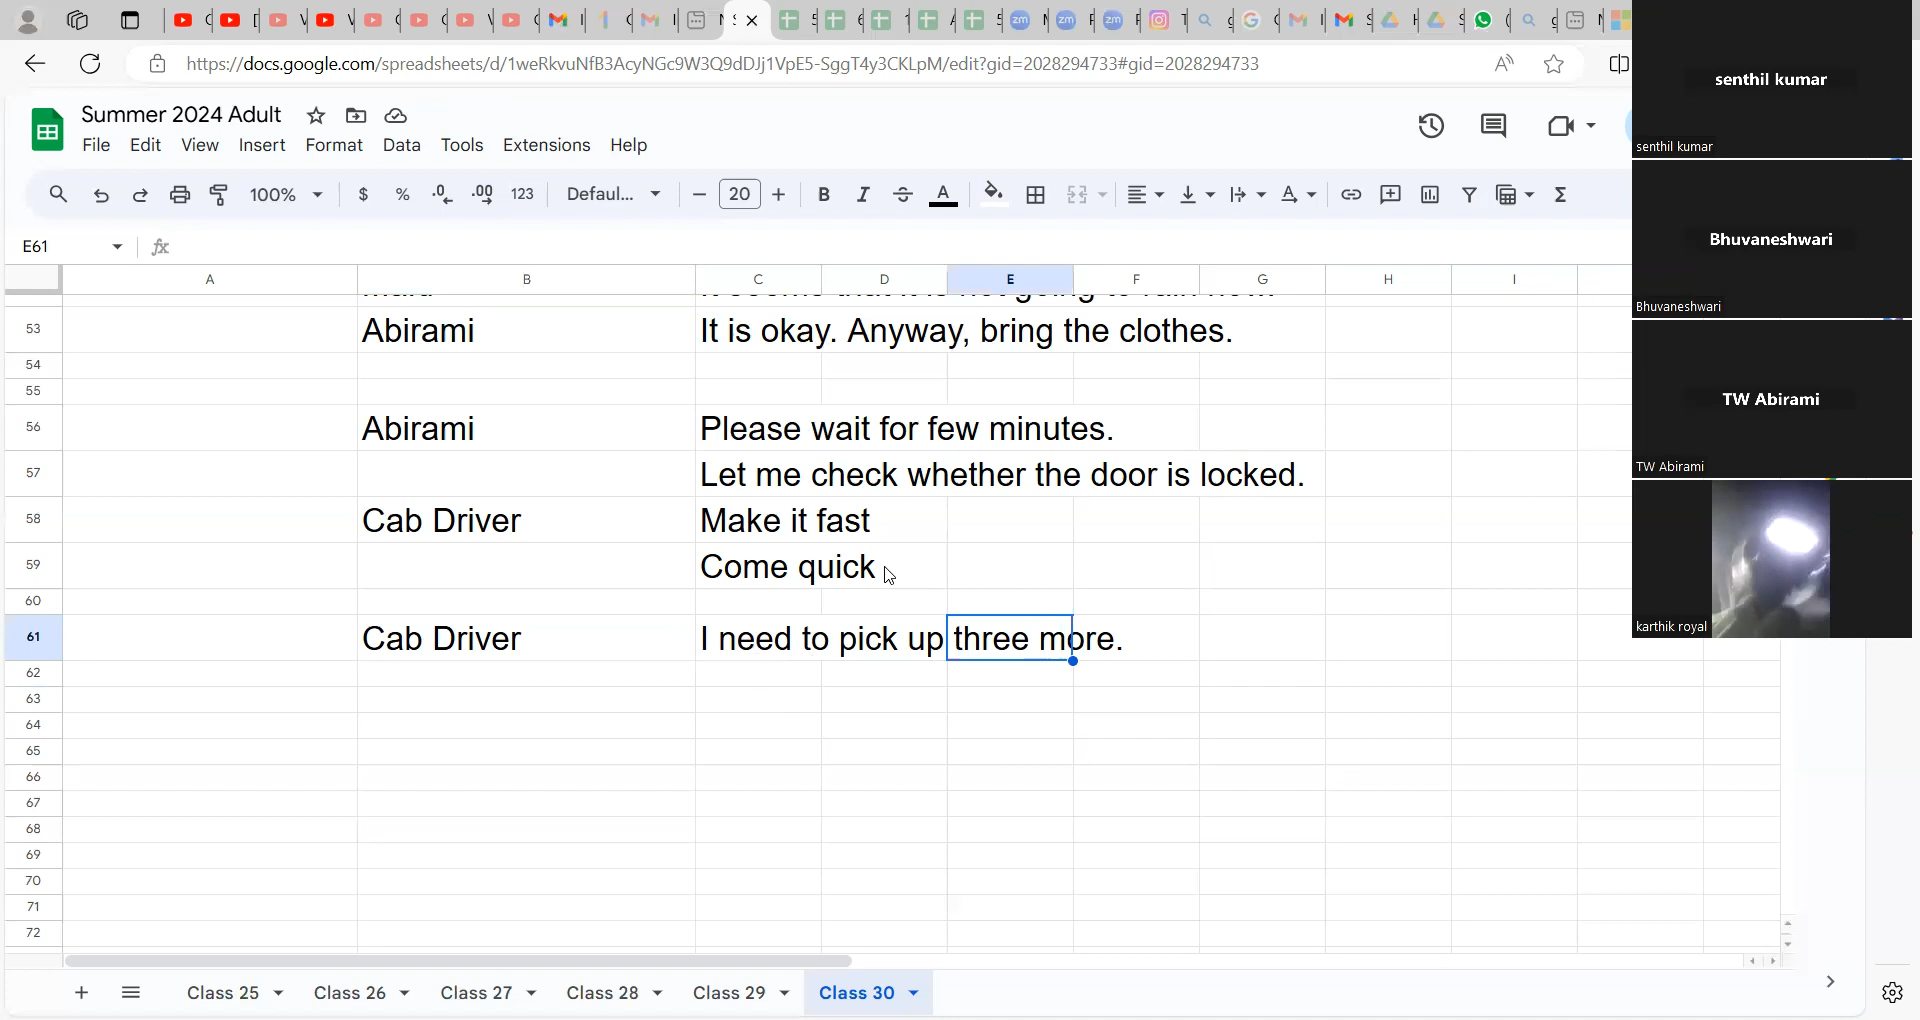 https://docs.google.com/spreadsheets/d/1weRkvuNfB3AcyNGc9W3Q9dDJj1VpE5-SggT4y3CKLpM/edit?gid=2028294733#gid=2028294733
Summer 2024 Adult
File Edit View Insert Format Data Tools Extensions Help
100% $ % .0 .00 123 Defaul... 20 B I S A
E61 fx
A B C D E F G H I
53 Abirami It is okay. Anyway, bring the clothes.
54
55
56 Abirami Please wait for few minutes.
57 Let me check whether the door is locked.
58 Cab Driver Make it fast
59 Come quick
60
61 Cab Driver I need to pick up three more.
62
63
64
65
66
67
68
69
70
71
72
Class 25 Class 26 Class 27 Class 28 Class 29 Class 30
senthil kumar
senthil kumar
Bhuvaneshwari
Bhuvaneshwari
TW Abirami
TW Abirami
karthik royal